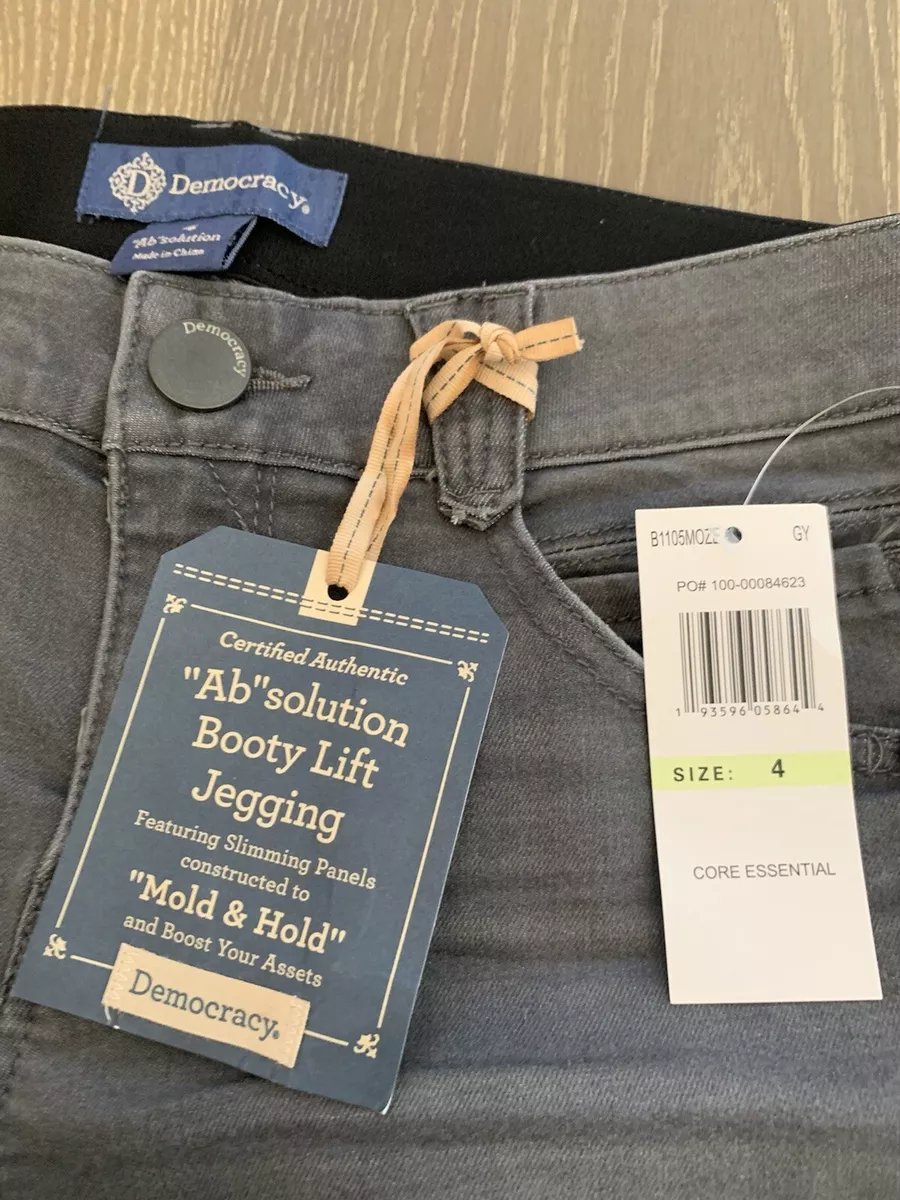 D Democracy®
4
"Ab"solution
Made in China
Democracy
Certified Authentic
"Ab"solution
Booty Lift
Jegging
Featuring Slimming Panels
constructed to
"Mold & Hold"
and Boost Your Assets
Democracy®
B1105MOZE GY
PO# 100-00084623
1 93596 05864 4
SIZE: 4
CORE ESSENTIAL